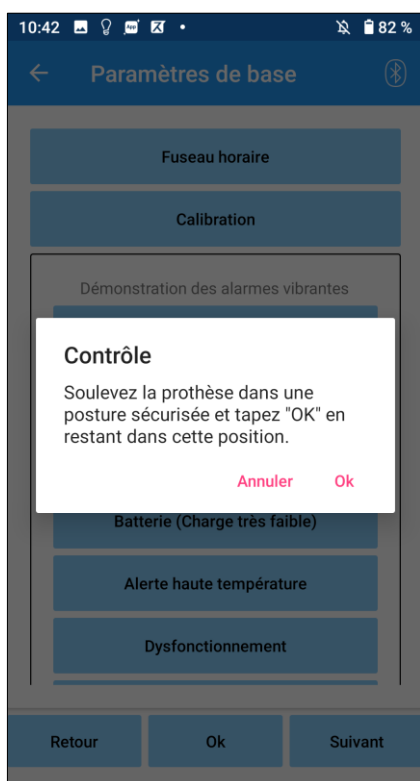 10:42
82 %
Paramètres de base
Fuseau horaire
Calibration
Démonstration des alarmes vibrantes
Contrôle
Soulevez la prothèse dans une
posture sécurisée et tapez "OK" en
restant dans cette position.
Annuler Ok
Batterie (Charge très faible)
Alerte haute température
Dysfonctionnement
Retour Ok Suivant